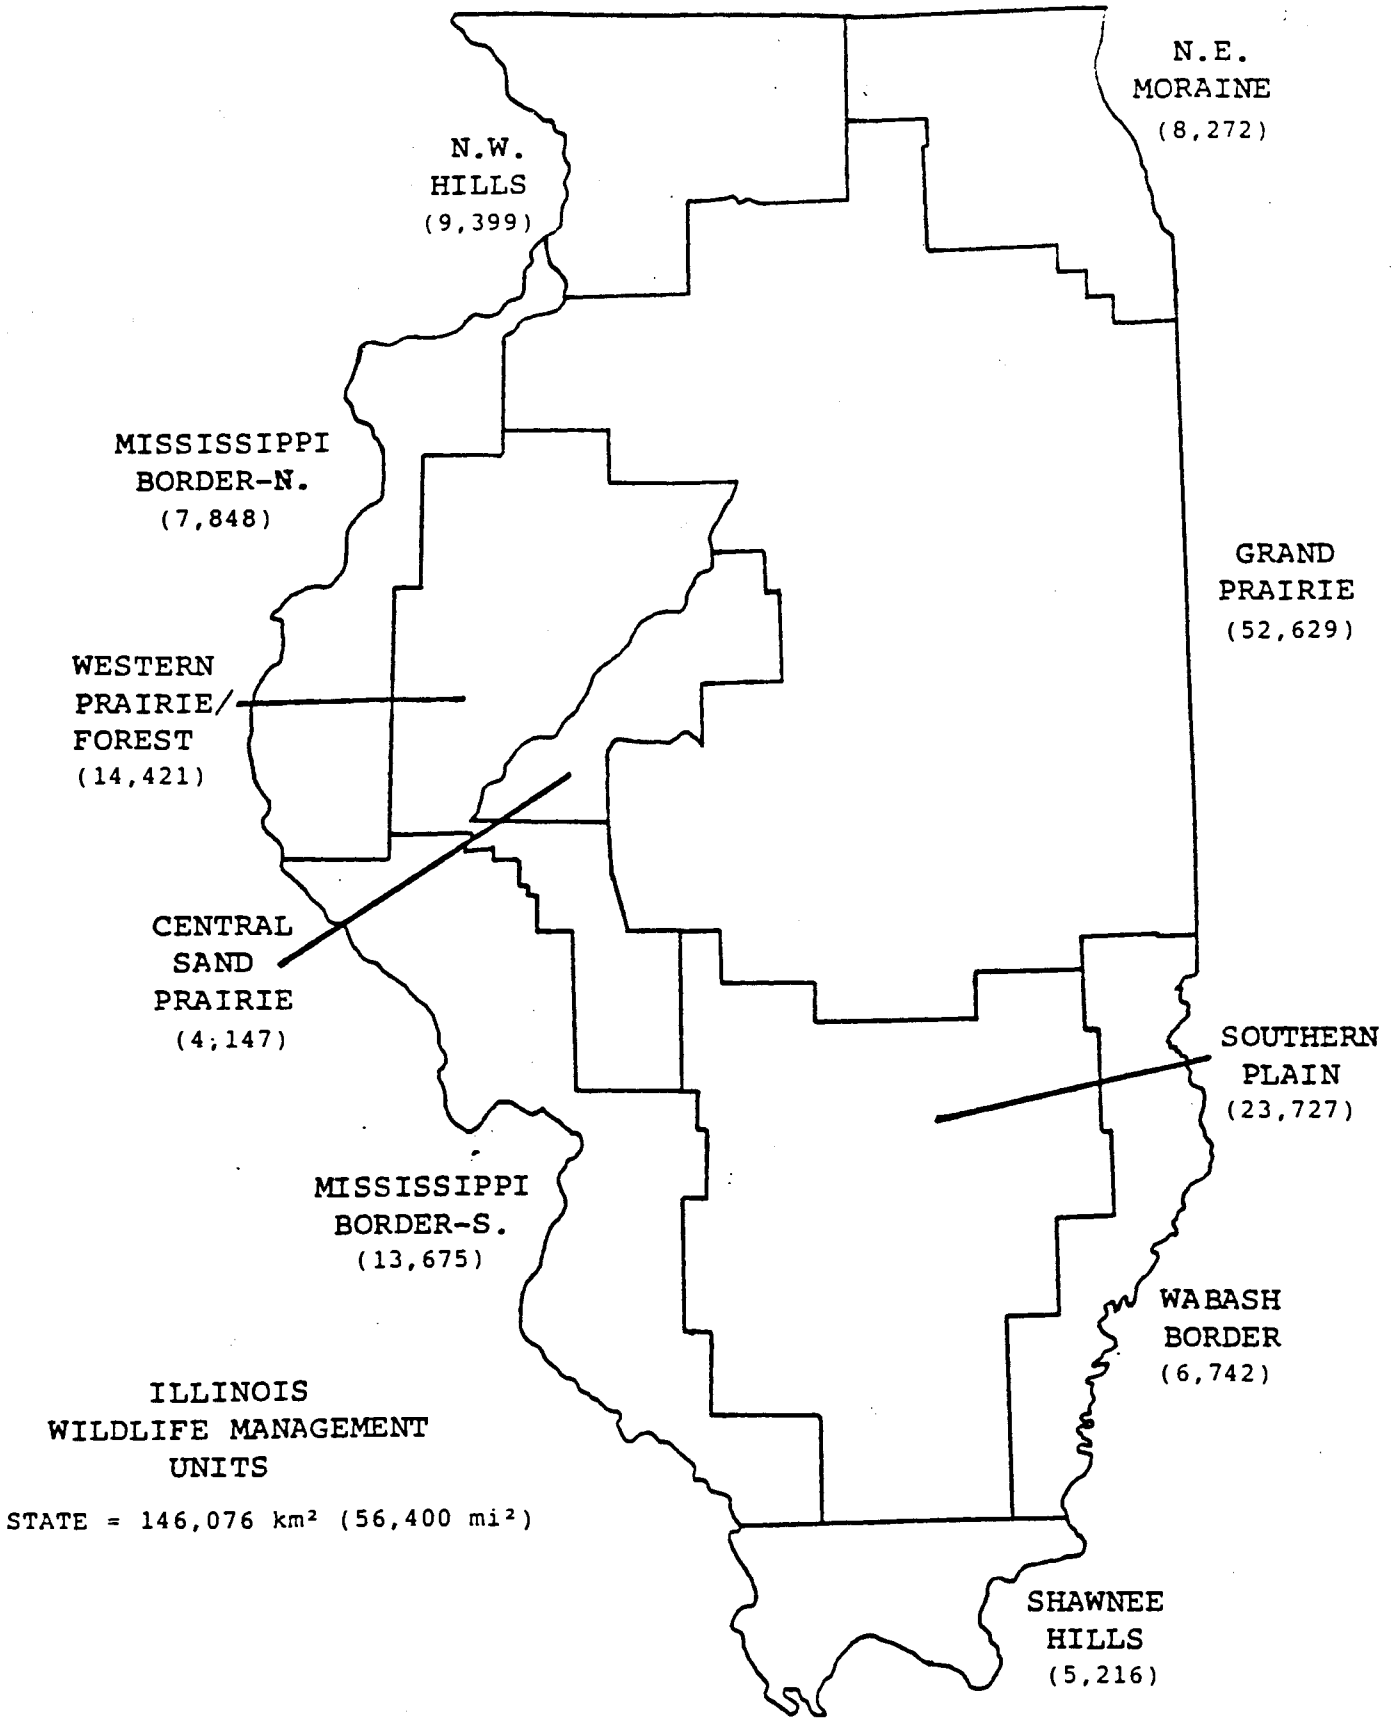 N.E.
MORAINE
(8,272)
N.W.
HILLS
(9,399)
MISSISSIPPI
BORDER-N.
(7,848)
GRAND
PRAIRIE
(52,629)
WESTERN
PRAIRIE/
FOREST
(14,421)
CENTRAL
SAND
PRAIRIE
(4;147)
SOUTHERN
PLAIN
(23,727)
MISSISSIPPI
BORDER-S.
(13,675)
WABASH
BORDER
(6,742)
ILLINOIS
WILDLIFE MANAGEMENT
UNITS
STATE = 146,076 km² (56,400 mi²)
SHAWNEE
HILLS
(5,216)